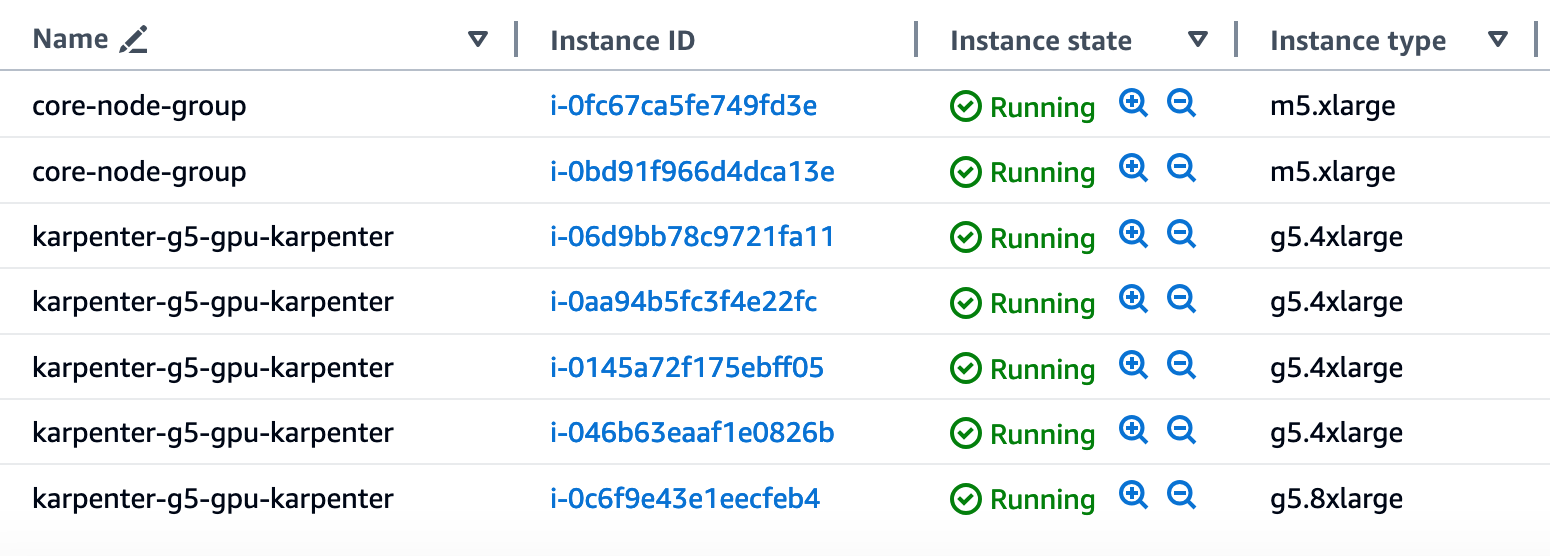 Name Instance ID Instance state Instance type
core-node-group i-0fc67ca5fe749fd3e Running m5.xlarge
core-node-group i-0bd91f966d4dca13e Running m5.xlarge
karpenter-g5-gpu-karpenter i-06d9bb78c9721fa11 Running g5.4xlarge
karpenter-g5-gpu-karpenter i-0aa94b5fc3f4e22fc Running g5.4xlarge
karpenter-g5-gpu-karpenter i-0145a72f175ebff05 Running g5.4xlarge
karpenter-g5-gpu-karpenter i-046b63eaaf1e0826b Running g5.4xlarge
karpenter-g5-gpu-karpenter i-0c6f9e43e1eecfeb4 Running g5.8xlarge